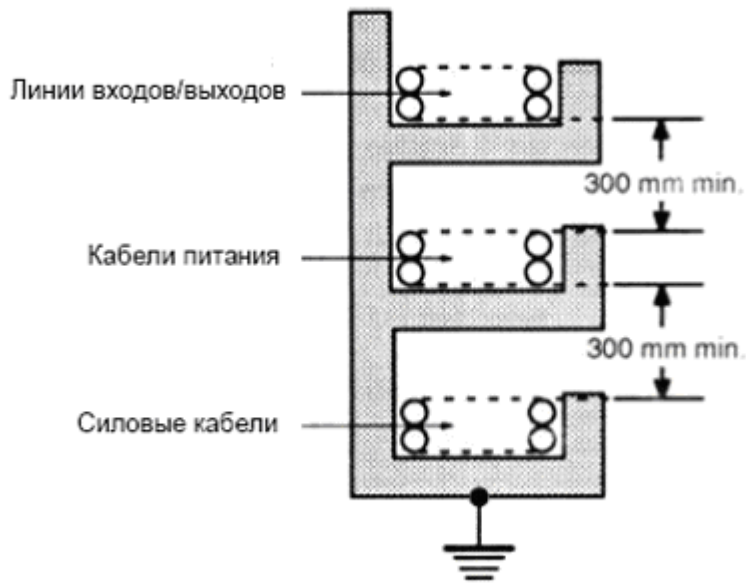 Линии входов/выходов
300 mm min.
Кабели питания
300 mm min.
Силовые кабели